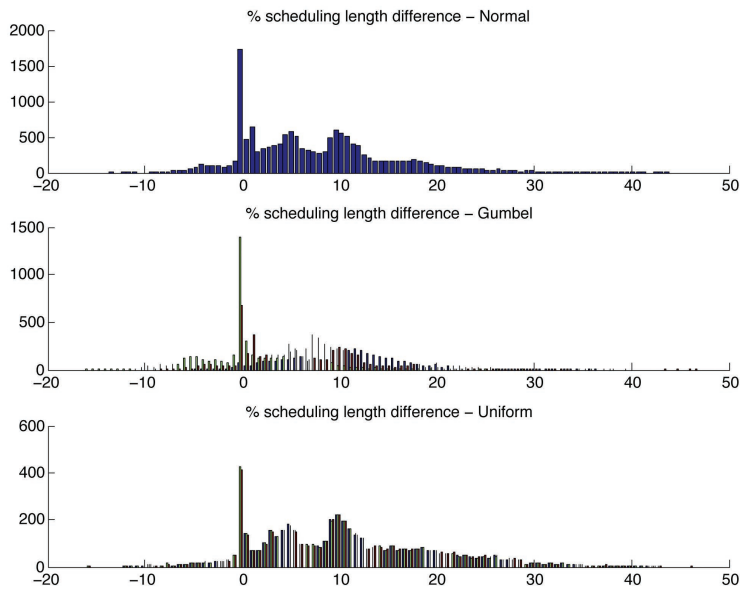 % scheduling length difference − Normal
2000
1500
1000
500
0
−20 −10 0 10 20 30 40 50
% scheduling length difference − Gumbel
1500
1000
500
0
−20 −10 0 10 20 30 40 50
% scheduling length difference − Uniform
600
400
200
0
−20 −10 0 10 20 30 40 50